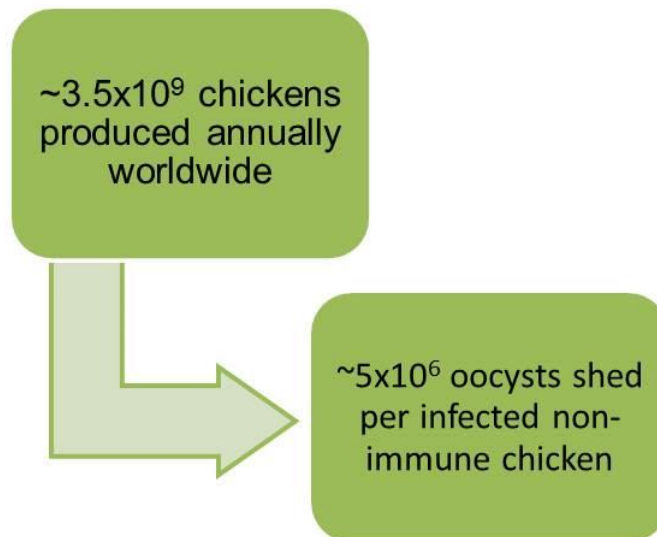 ~3.5x10⁹ chickens
produced annually
worldwide
~5x10⁶ oocysts shed
per infected non-
immune chicken